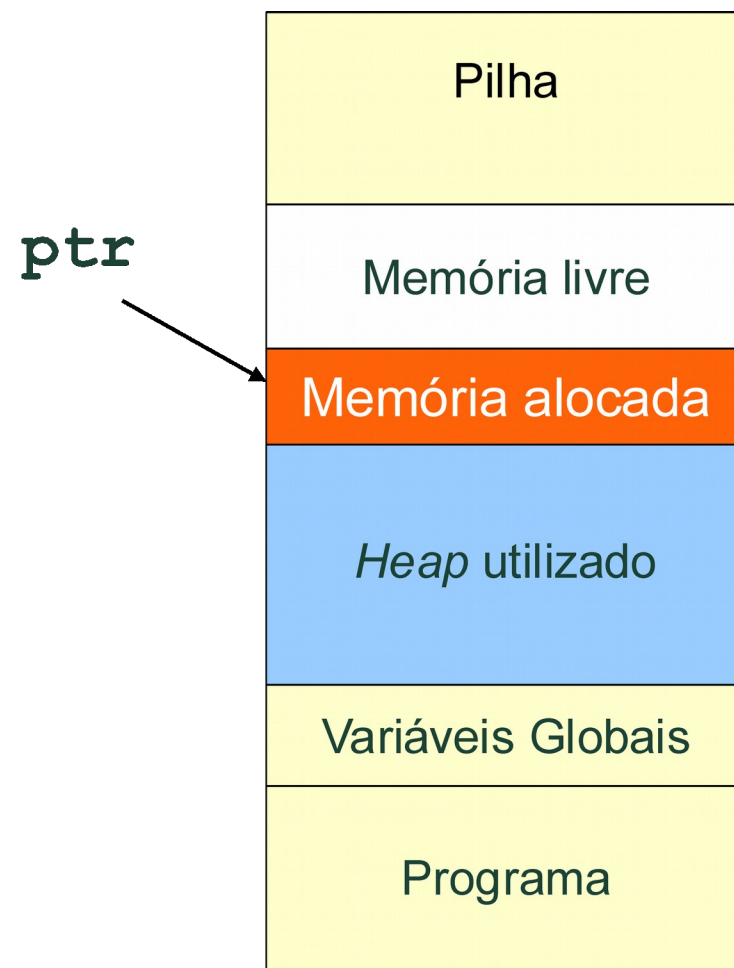 Pilha
ptr
Memória livre
Memória alocada
Heap utilizado
Variáveis Globais
Programa